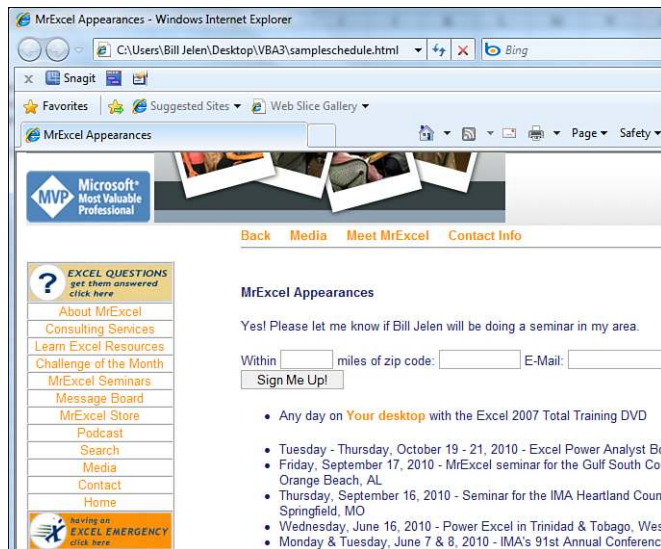 MrExcel Appearances - Windows Internet Explorer
C:\Users\Bill Jelen\Desktop\VBA3\sampleschedule.html
Bing
x Snagit
Favorites Suggested Sites Web Slice Gallery
MrExcel Appearances
Page Safety
MVP Microsoft®
Most Valuable
Professional
Back Media Meet MrExcel Contact Info
? EXCEL QUESTIONS
get them answered
click here
About MrExcel
Consulting Services
Learn Excel Resources
Challenge of the Month
MrExcel Seminars
Message Board
MrExcel Store
Podcast
Search
Media
Contact
Home
having an
EXCEL EMERGENCY
click here
MrExcel Appearances
Yes! Please let me know if Bill Jelen will be doing a seminar in my area.
Within miles of zip code: E-Mail:
Sign Me Up!
• Any day on Your desktop with the Excel 2007 Total Training DVD
• Tuesday - Thursday, October 19 - 21, 2010 - Excel Power Analyst Bo
• Friday, September 17, 2010 - MrExcel seminar for the Gulf South Co
Orange Beach, AL
• Thursday, September 16, 2010 - Seminar for the IMA Heartland Coun
Springfield, MO
• Wednesday, June 16, 2010 - Power Excel in Trinidad & Tobago, Wes
• Monday & Tuesday, June 7 & 8, 2010 - IMA's 91st Annual Conferenc